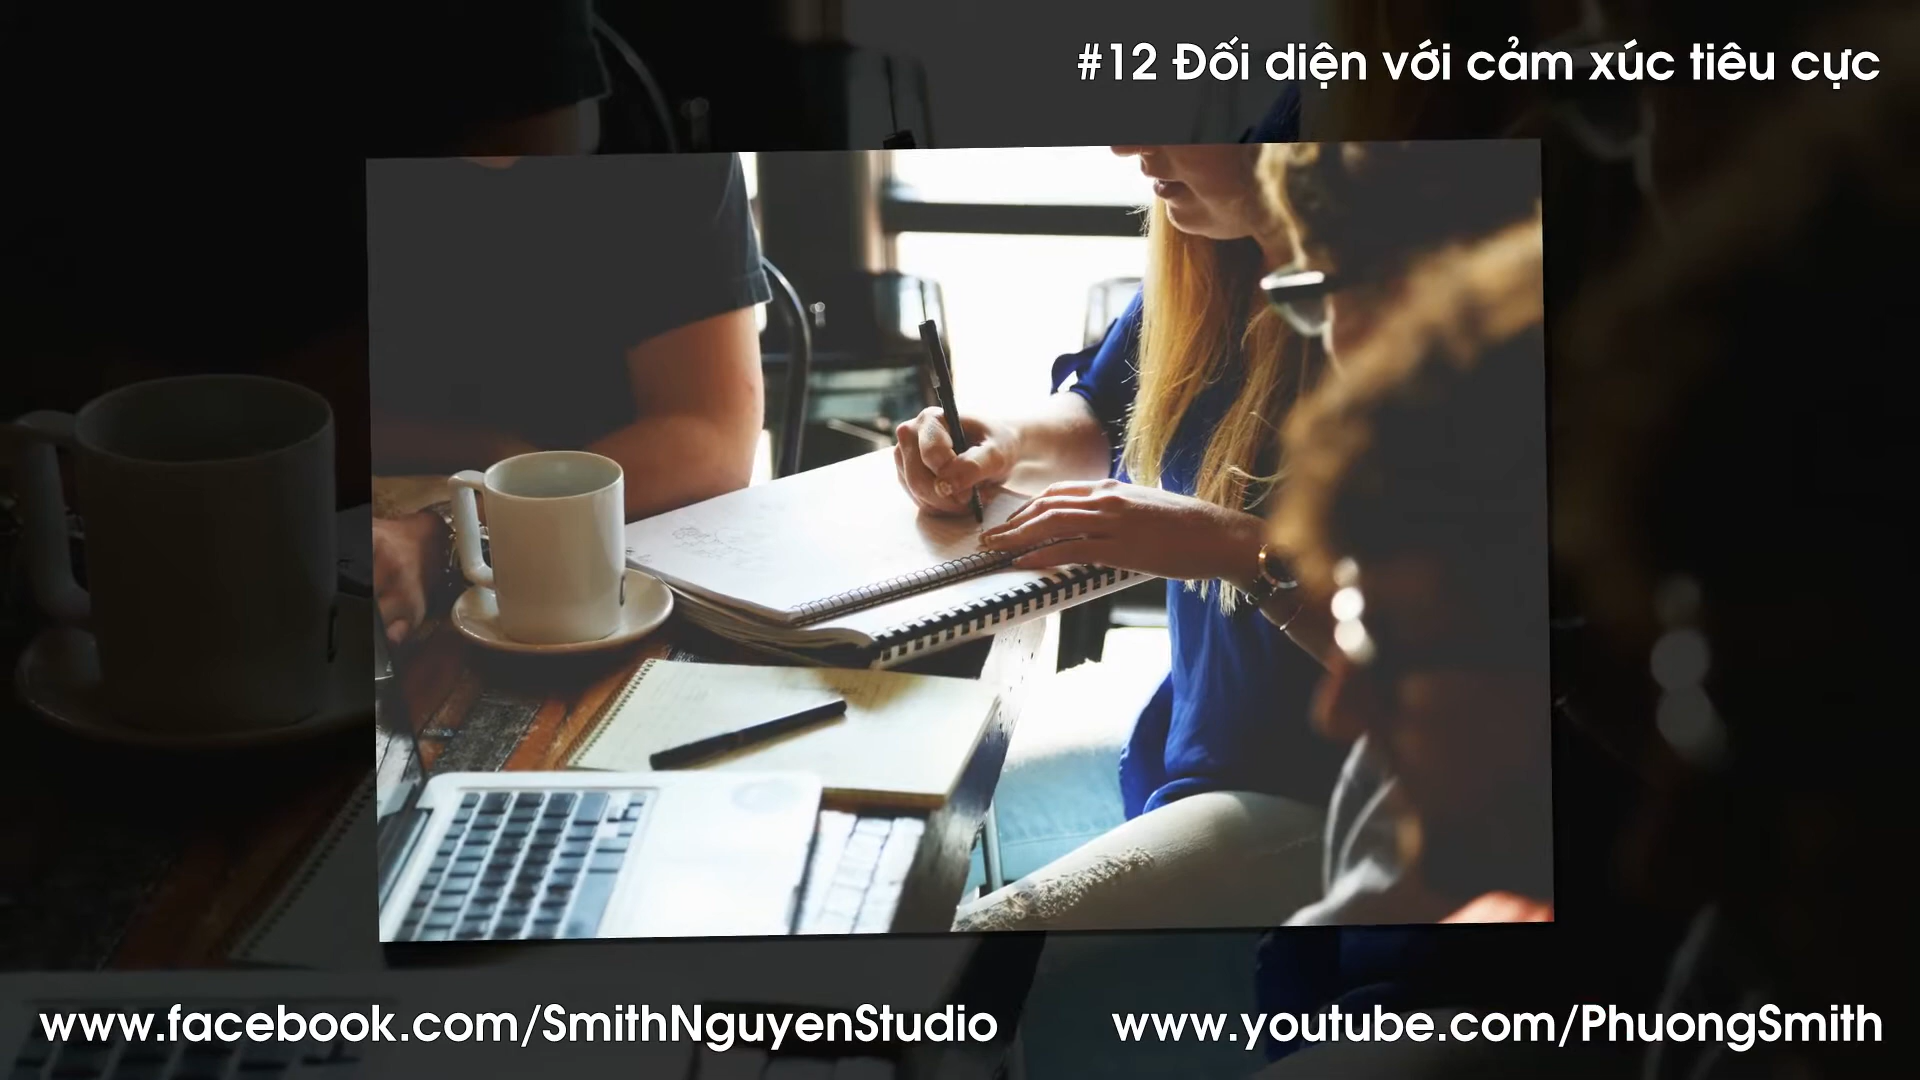 #12 Đối diện với cảm xúc tiêu cực
www.facebook.com/SmithNguyenStudio
www.youtube.com/PhuongSmith